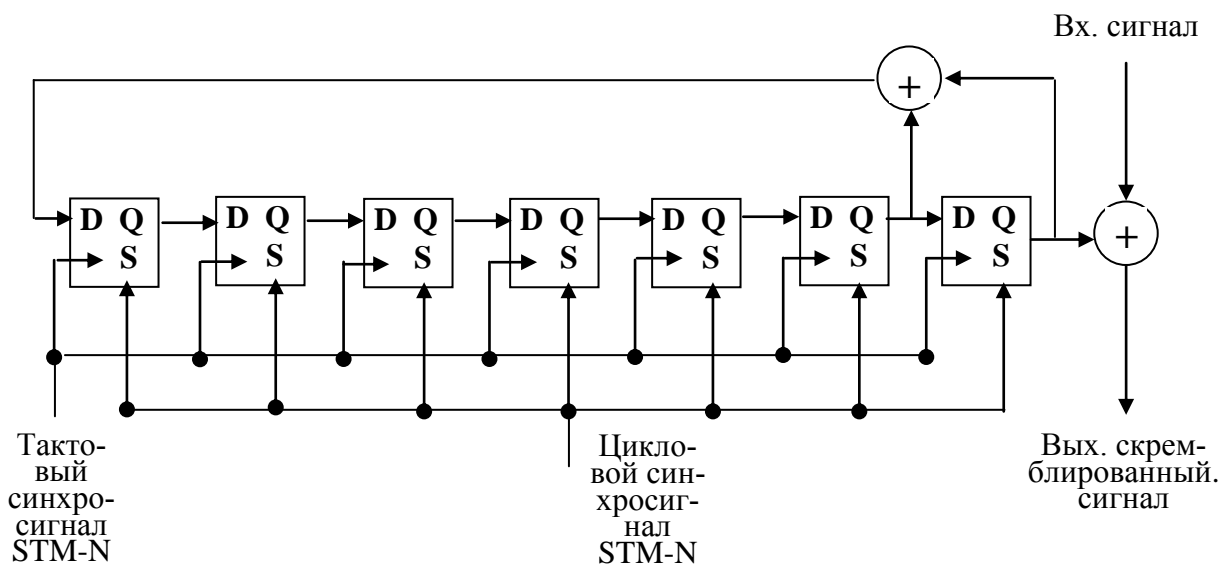 Вх. сигнал
+
D Q D Q D Q D Q D Q D Q D Q
+
S S S S S S S
Такто-
вый
синхро-
сигнал
STM-N
Цикло-
вой син-
хросиг-
нал
STM-N
Вых. скрем-
блированный.
сигнал